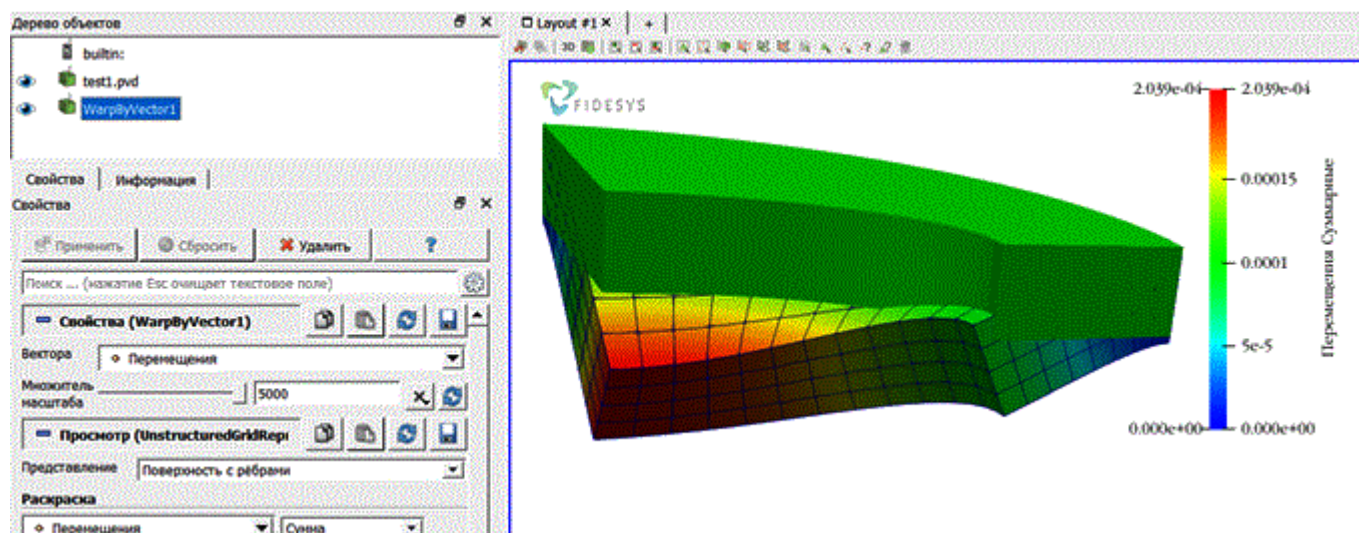 Дерево объектов
builtin:
test1.pvd
WarpByVector1
Свойства
Информация
Свойства
Применить
Сбросить
Удалить
?
Поиск ... (нажатие Esc очищает текстовое поле)
Свойства (WarpByVector1)
Вектора
Перемещения
Множитель масштаба
5000
Просмотр (UnstructuredGridRepr
Представление
Поверхность с рёбрами
Раскраска
Перемещения
Сумма
Layout #1
+
3D
FIDESYS
2.039e-04
2.039e-04
0.00015
0.0001
5e-5
0.000e+00
0.000e+00
Перемещения Суммарные